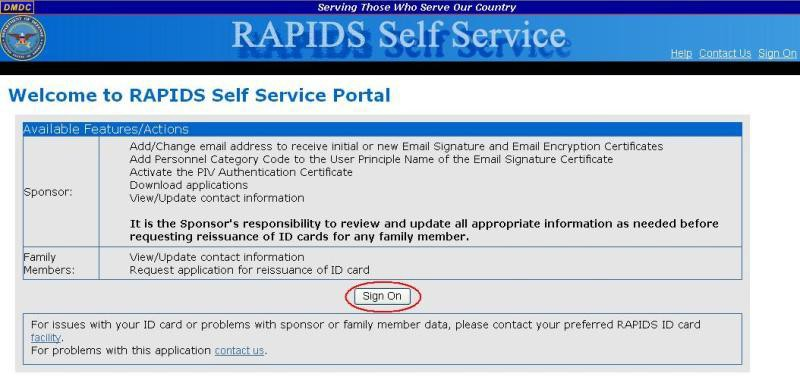 DMDC
Serving Those Who Serve Our Country
RAPIDS Self Service
Help Contact Us Sign On
Welcome to RAPIDS Self Service Portal
Available Features/Actions
Sponsor:
Add/Change email address to receive initial or new Email Signature and Email Encryption Certificates
Add Personnel Category Code to the User Principle Name of the Email Signature Certificate
Activate the PIV Authentication Certificate
Download applications
View/Update contact information
It is the Sponsor's responsibility to review and update all appropriate information as needed before
requesting reissuance of ID cards for any family member.
Family
Members:
View/Update contact information
Request application for reissuance of ID card
Sign On
For issues with your ID card or problems with sponsor or family member data, please contact your preferred RAPIDS ID card
facility.
For problems with this application contact us.